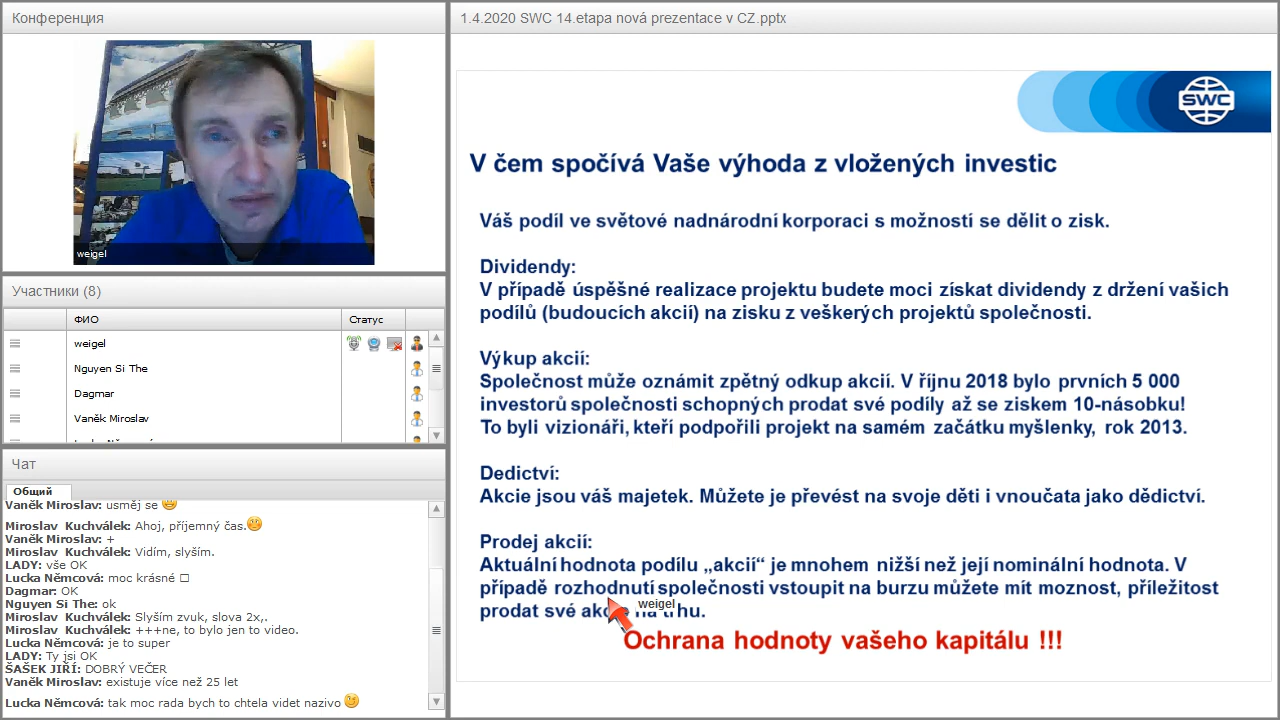 Конференция
weigel
Участники (8)
ФИО
Статус
weigel
Nguyen Si The
Dagmar
Vaněk Miroslav
Чат
Общий
Vaněk Miroslav: usměj se
Miroslav Kuchválek: Ahoj, příjemný čas.
Vaněk Miroslav: +
Miroslav Kuchválek: Vidím, slyším.
LADY: vše OK
Lucka Němcová: moc krásné □
Dagmar: OK
Nguyen Si The: ok
Miroslav Kuchválek: Slyším zvuk, slova 2x,.
Miroslav Kuchválek: +++ne, to bylo jen to video.
Lucka Němcová: je to super
LADY: Ty jsi OK
ŠAŠEK JIŘÍ: DOBRÝ VEČER
Vaněk Miroslav: existuje více než 25 let
Lucka Němcová: tak moc rada bych to chtela videt nazivo
1.4.2020 SWC 14.etapa nová prezentace v CZ.pptx
SWC
V čem spočívá Vaše výhoda z vložených investic
Váš podíl ve světové nadnárodní korporaci s možností se dělit o zisk.
Dividendy:
V případě úspěšné realizace projektu budete moci získat dividendy z držení vašich
podílů (budoucích akcií) na zisku z veškerých projektů společnosti.
Výkup akcií:
Společnost může oznámit zpětný odkup akcií. V říjnu 2018 bylo prvních 5 000
investorů společnosti schopných prodat své podíly až se ziskem 10-násobku!
To byli vizionáři, kteří podpořili projekt na samém začátku myšlenky, rok 2013.
Dedictví:
Akcie jsou váš majetek. Můžete je převést na svoje děti i vnoučata jako dědictví.
Prodej akcií:
Aktuální hodnota podílu „akcií“ je mnohem nižší než její nominální hodnota. V
případě rozhodnutí společnosti vstoupit na burzu můžete mít moznost, příležitost
prodat své
weigel
Ochrana hodnoty vašeho kapitálu !!!